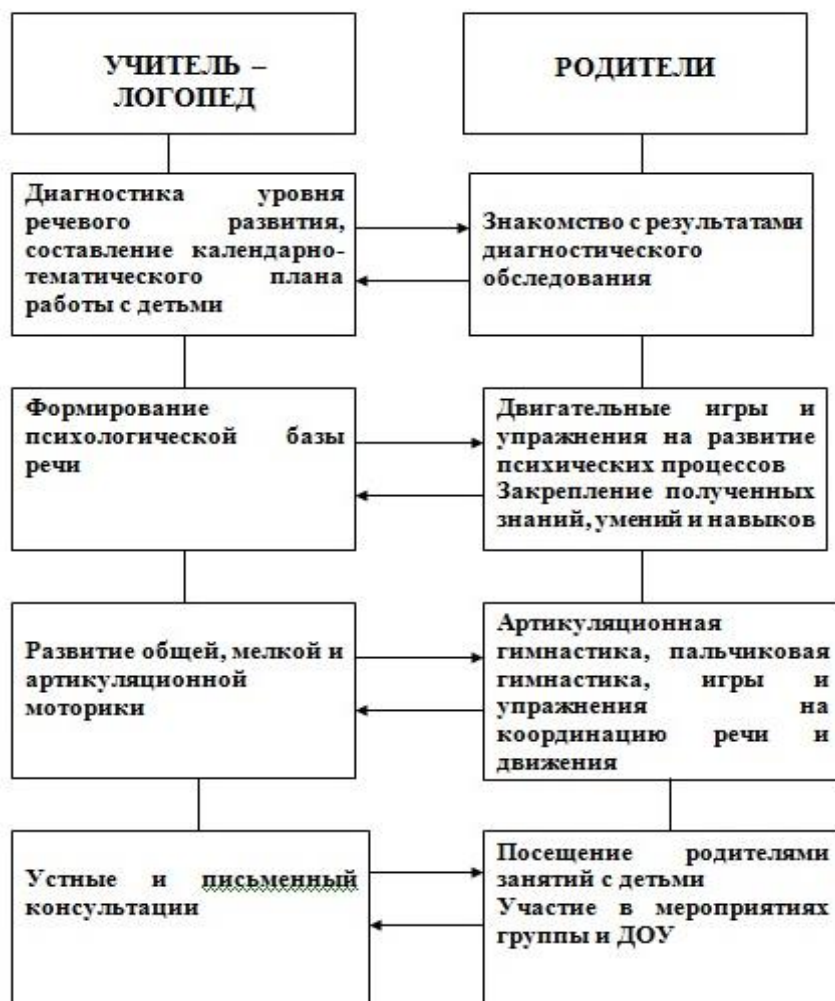 УЧИТЕЛЬ –
ЛОГОПЕД
РОДИТЕЛИ
Диагностика уровня
речевого развития,
составление календарно-
тематического плана
работы с детьми
Знакомство с результатами
диагностического
обследования
Формирование
психологической базы
речи
Двигательные игры и
упражнения на развитие
психических процессов
Закрепление полученных
знаний, умений и навыков
Развитие общей, мелкой и
артикуляционной
моторики
Артикуляционная
гимнастика, пальчиковая
гимнастика, игры и
упражнения на
координацию речи и
движения
Устные и письменный
консультации
Посещение родителями
занятий с детьми
Участие в мероприятиях
группы и ДОУ